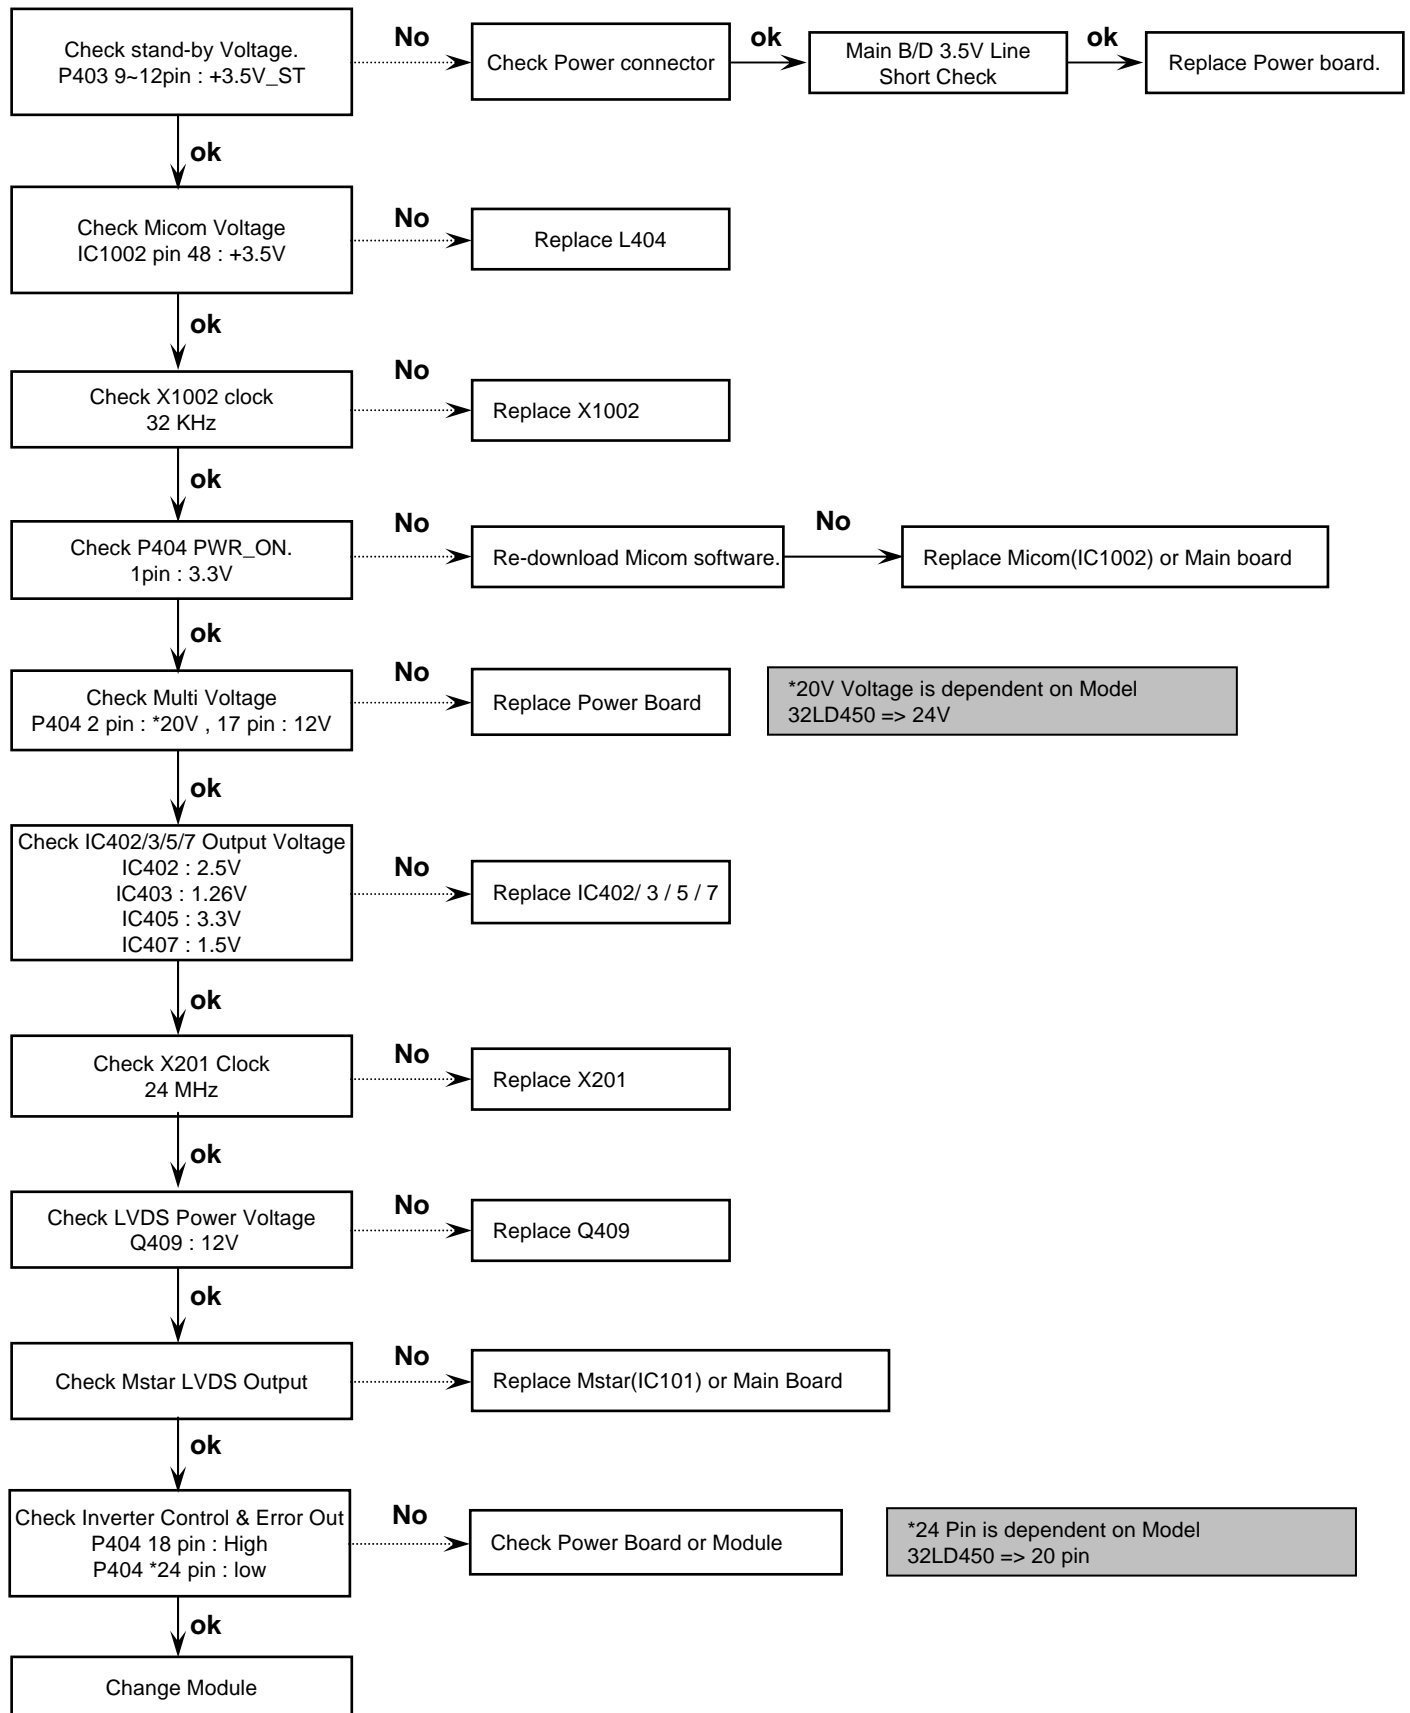 Check stand-by Voltage.
P403 9~12pin : +3.5V_ST
No
Check Power connector
ok
Main B/D 3.5V Line
Short Check
ok
Replace Power board.
ok
Check Micom Voltage
IC1002 pin 48 : +3.5V
No
Replace L404
ok
Check X1002 clock
32 KHz
No
Replace X1002
ok
Check P404 PWR_ON.
1pin : 3.3V
No
Re-download Micom software.
No
Replace Micom(IC1002) or Main board
ok
Check Multi Voltage
P404 2 pin : *20V , 17 pin : 12V
No
Replace Power Board
*20V Voltage is dependent on Model
32LD450 => 24V
ok
Check IC402/3/5/7 Output Voltage
IC402 : 2.5V
IC403 : 1.26V
IC405 : 3.3V
IC407 : 1.5V
No
Replace IC402/ 3 / 5 / 7
ok
Check X201 Clock
24 MHz
No
Replace X201
ok
Check LVDS Power Voltage
Q409 : 12V
No
Replace Q409
ok
Check Mstar LVDS Output
No
Replace Mstar(IC101) or Main Board
ok
Check Inverter Control & Error Out
P404 18 pin : High
P404 *24 pin : low
No
Check Power Board or Module
*24 Pin is dependent on Model
32LD450 => 20 pin
ok
Change Module